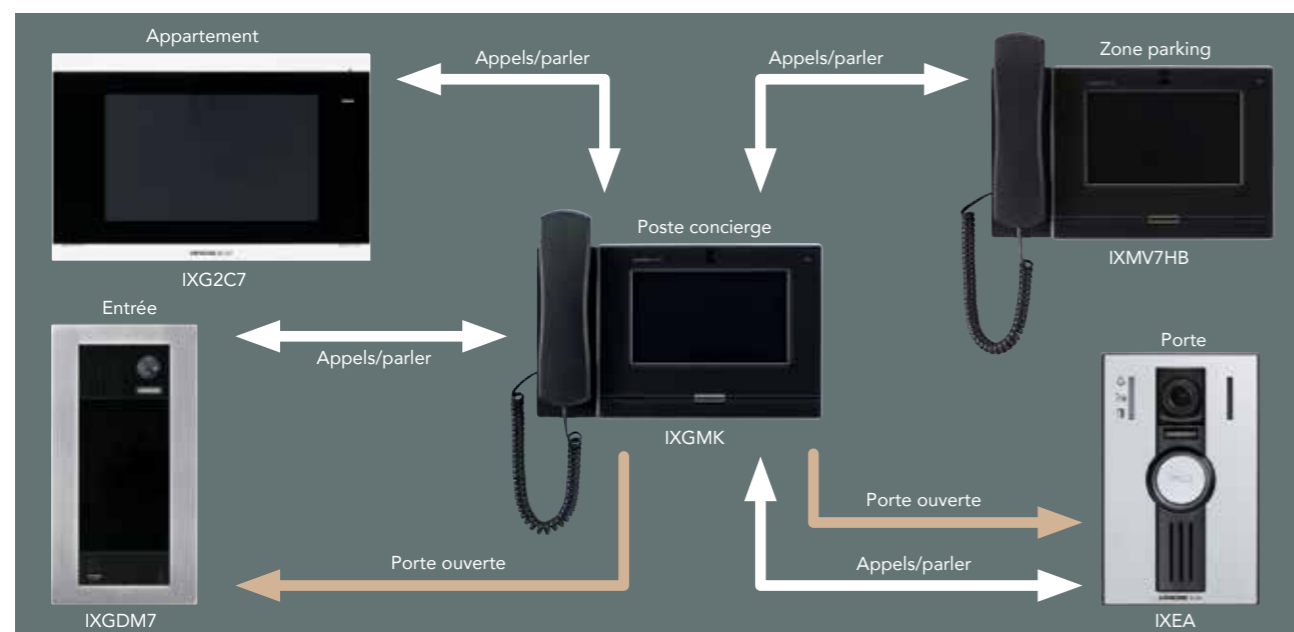 Appartement
Appels/parler
Appels/parler
Zone parking
IXG2C7
IXMV7HB
Poste concierge
Entrée
Appels/parler
Porte
IXGMK
Porte ouverte
Porte ouverte
Appels/parler
IXGDM7
IXEA